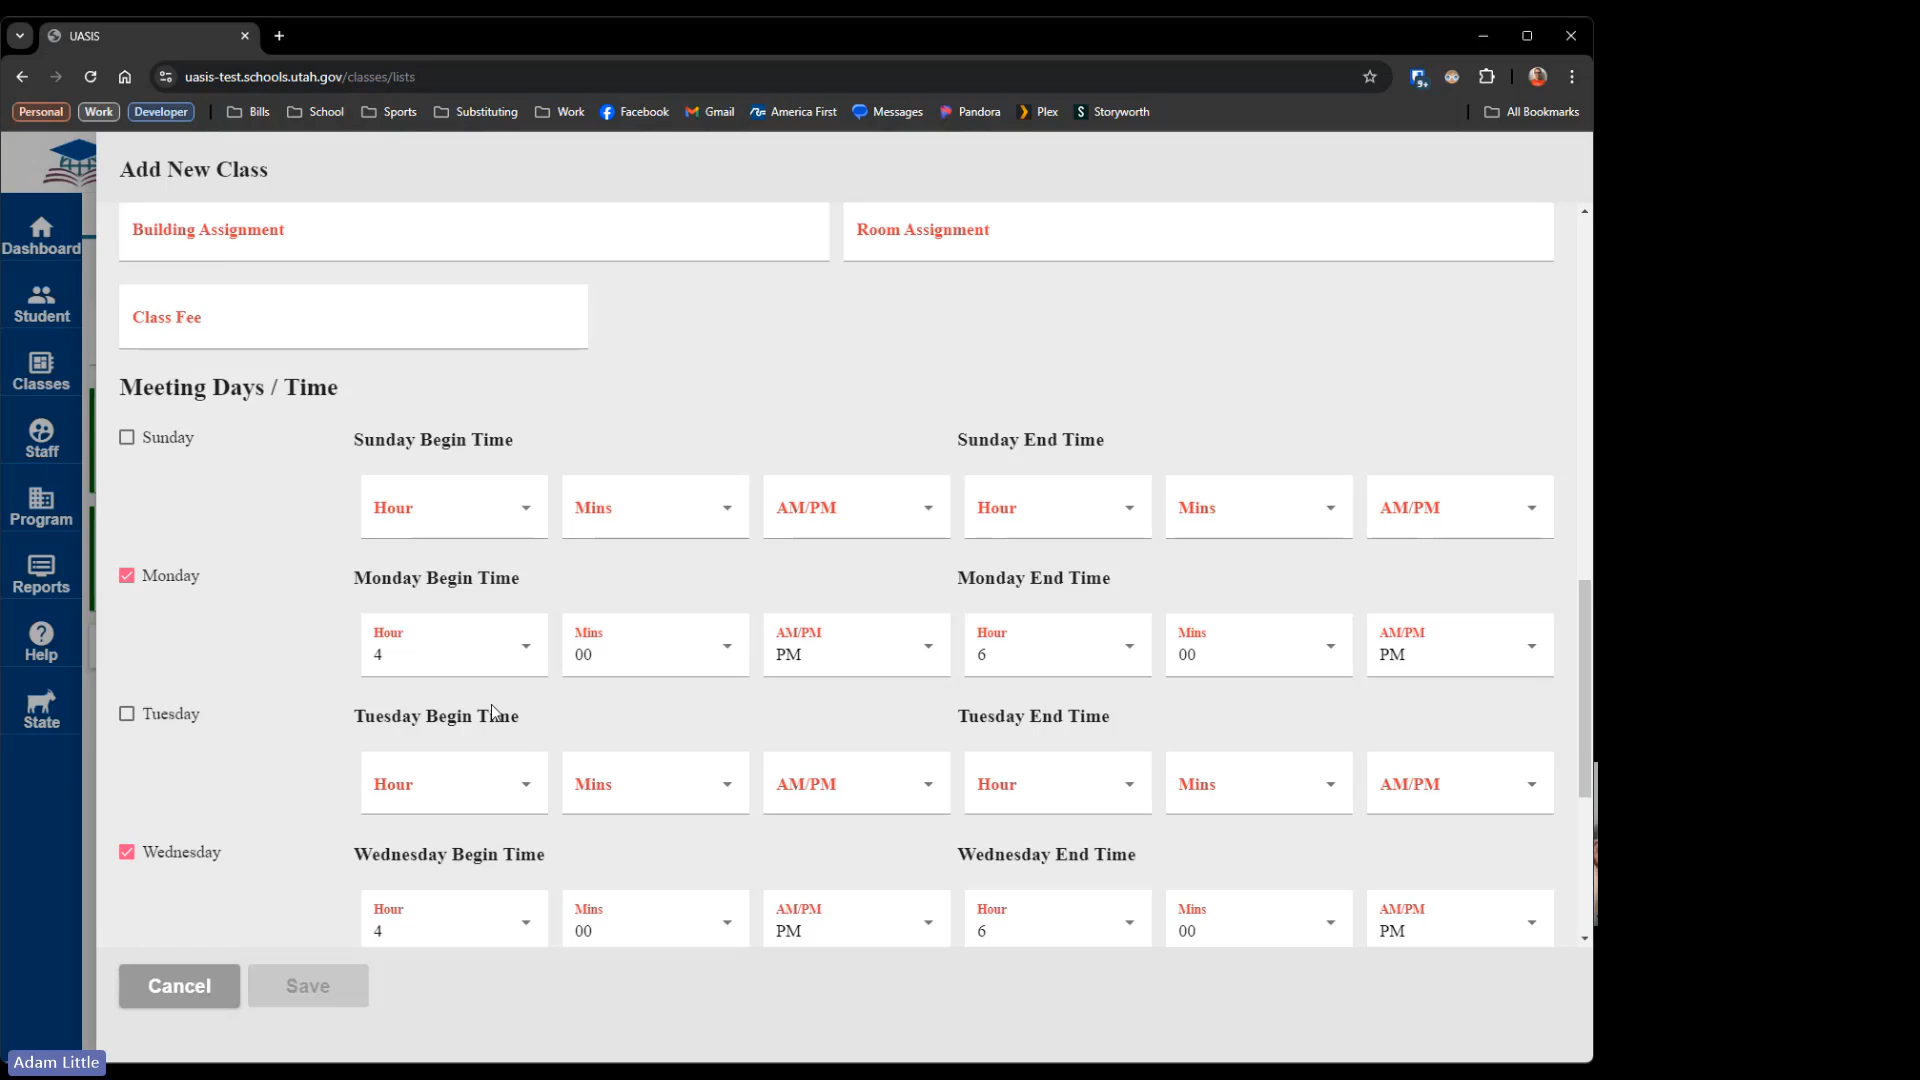 UASIS
uasis-test.schools.utah.gov/classes/lists
Personal Work Developer Bills School Sports Substituting Work Facebook Gmail America First Messages Pandora Plex Storyworth All Bookmarks
9+
Add New Class
Dashboard
Student
Classes
Staff
Program
Reports
Help
State
Building Assignment Room Assignment
Class Fee
Meeting Days / Time
Sunday Sunday Begin Time Sunday End Time
Hour Mins AM/PM Hour Mins AM/PM
Monday Monday Begin Time Monday End Time
Hour Mins AM/PM Hour Mins AM/PM
4 00 PM 6 00 PM
Tuesday Tuesday Begin Time Tuesday End Time
Hour Mins AM/PM Hour Mins AM/PM
Wednesday Wednesday Begin Time Wednesday End Time
Hour Mins AM/PM Hour Mins AM/PM
4 00 PM 6 00 PM
Cancel Save
Adam Little